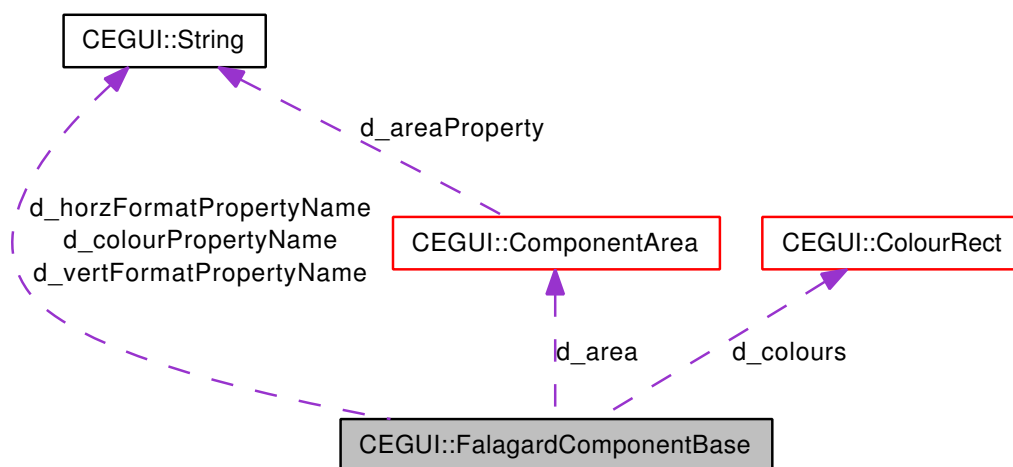 CEGUI::String
d_areaProperty
d_horzFormatPropertyName
d_colourPropertyName
d_vertFormatPropertyName
CEGUI::ComponentArea
CEGUI::ColourRect
d_area
d_colours
CEGUI::FalagardComponentBase